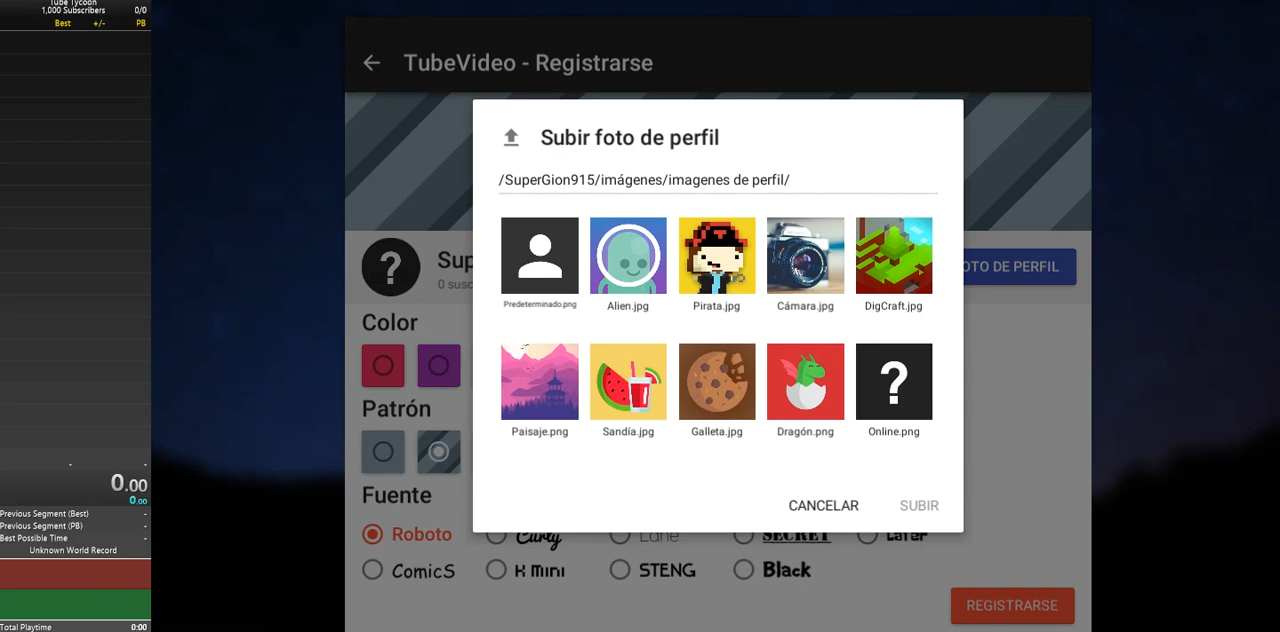 Tube Tycoon
1,000 Subscribers 0/0
Best +/- PB
- -
0.00
0.00
Previous Segment (Best) -
Previous Segment (PB) -
Best Possible Time -
Unknown World Record
Total Playtime 0:00
TubeVideo - Registrarse
Subir foto de perfil
/SuperGion915/imágenes/imagenes de perfil/
Predeterminado.png Alien.jpg Pirata.jpg Cámara.jpg DigCraft.jpg
?
Paisaje.png Sandía.jpg Galleta.jpg Dragón.png Online.png
CANCELAR SUBIR
? Sup
0 susc
OTO DE PERFIL
Color
Patrón
Fuente
Roboto Curly Lane SECRET Later
ComicS K Mini STENG Black
REGISTRARSE